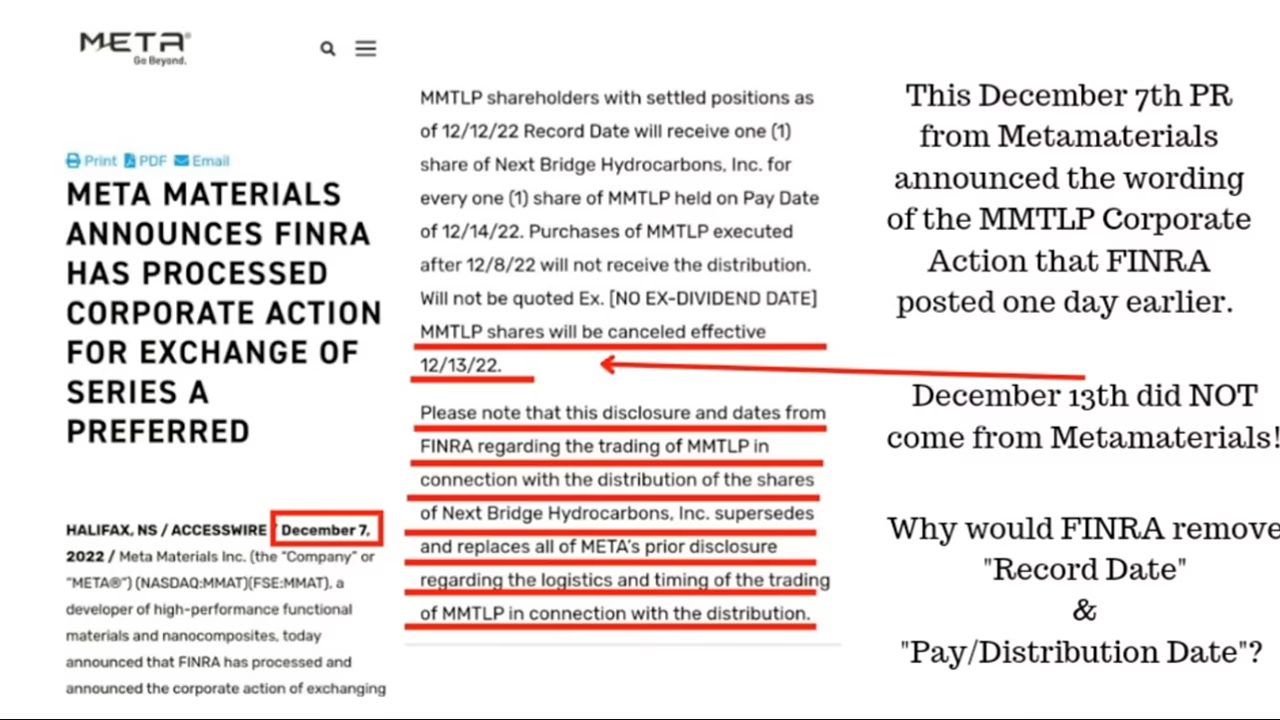 META®
Go Beyond.
Print PDF Email
META MATERIALS
ANNOUNCES FINRA
HAS PROCESSED
CORPORATE ACTION
FOR EXCHANGE OF
SERIES A
PREFERRED
HALIFAX, NS / ACCESSWIRE / December 7,
2022 / Meta Materials Inc. (the "Company" or
"META®") (NASDAQ:MMAT)(FSE:MMAT), a
developer of high-performance functional
materials and nanocomposites, today
announced that FINRA has processed and
announced the corporate action of exchanging
MMTLP shareholders with settled positions as
of 12/12/22 Record Date will receive one (1)
share of Next Bridge Hydrocarbons, Inc. for
every one (1) share of MMTLP held on Pay Date
of 12/14/22. Purchases of MMTLP executed
after 12/8/22 will not receive the distribution.
Will not be quoted Ex. [NO EX-DIVIDEND DATE]
MMTLP shares will be canceled effective
12/13/22.
Please note that this disclosure and dates from
FINRA regarding the trading of MMTLP in
connection with the distribution of the shares
of Next Bridge Hydrocarbons, Inc. supersedes
and replaces all of META's prior disclosure
regarding the logistics and timing of the trading
of MMTLP in connection with the distribution.
This December 7th PR
from Metamaterials
announced the wording
of the MMTLP Corporate
Action that FINRA
posted one day earlier.
December 13th did NOT
come from Metamaterials!
Why would FINRA remove
"Record Date"
&
"Pay/Distribution Date"?